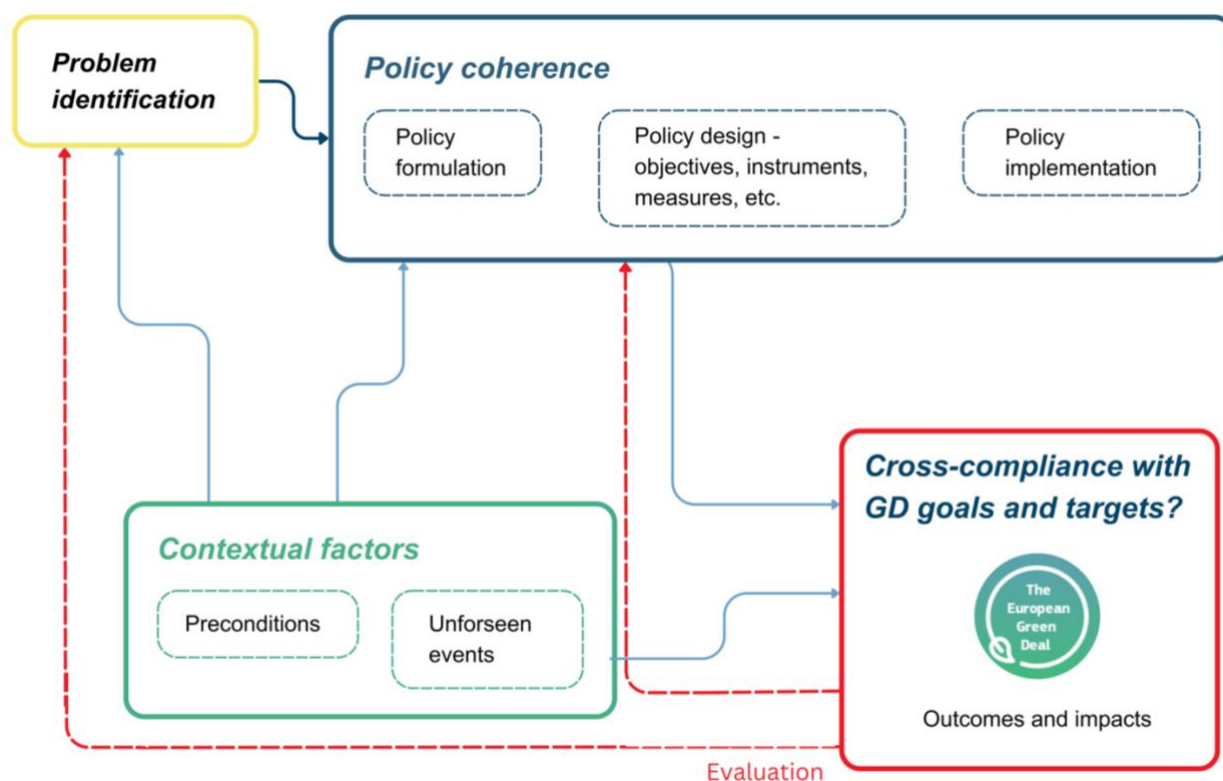 Problem
identification
Policy coherence
Policy
formulation
Policy design -
objectives, instruments,
measures, etc.
Policy
implementation
Contextual factors
Preconditions
Unforseen
events
Cross-compliance with
GD goals and targets?
The
European
Green
Deal
Outcomes and impacts
Evaluation